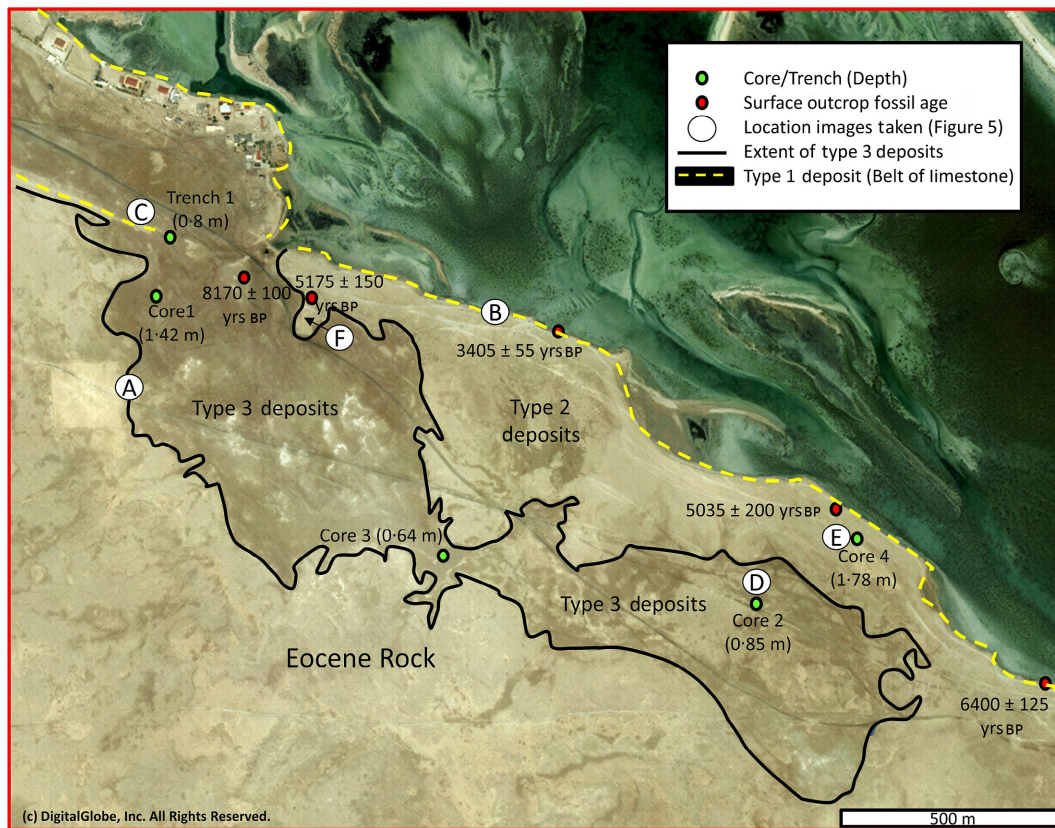 Core/Trench (Depth)
Surface outcrop fossil age
Location images taken (Figure 5)
Extent of type 3 deposits
Type 1 deposit (Belt of limestone)
Trench 1
(0·8 m)
C
8170 ± 100
yrs BP
5175 ± 150
yrs BP
Core1
(1·42 m)
B
F
3405 ± 55 yrs BP
A
Type 3 deposits
Type 2
deposits
5035 ± 200 yrs BP
E
Core 4
(1·78 m)
Core 3 (0·64 m)
D
Type 3 deposits
Core 2
(0·85 m)
Eocene Rock
6400 ± 125
yrs BP
(c) DigitalGlobe, Inc. All Rights Reserved.
500 m